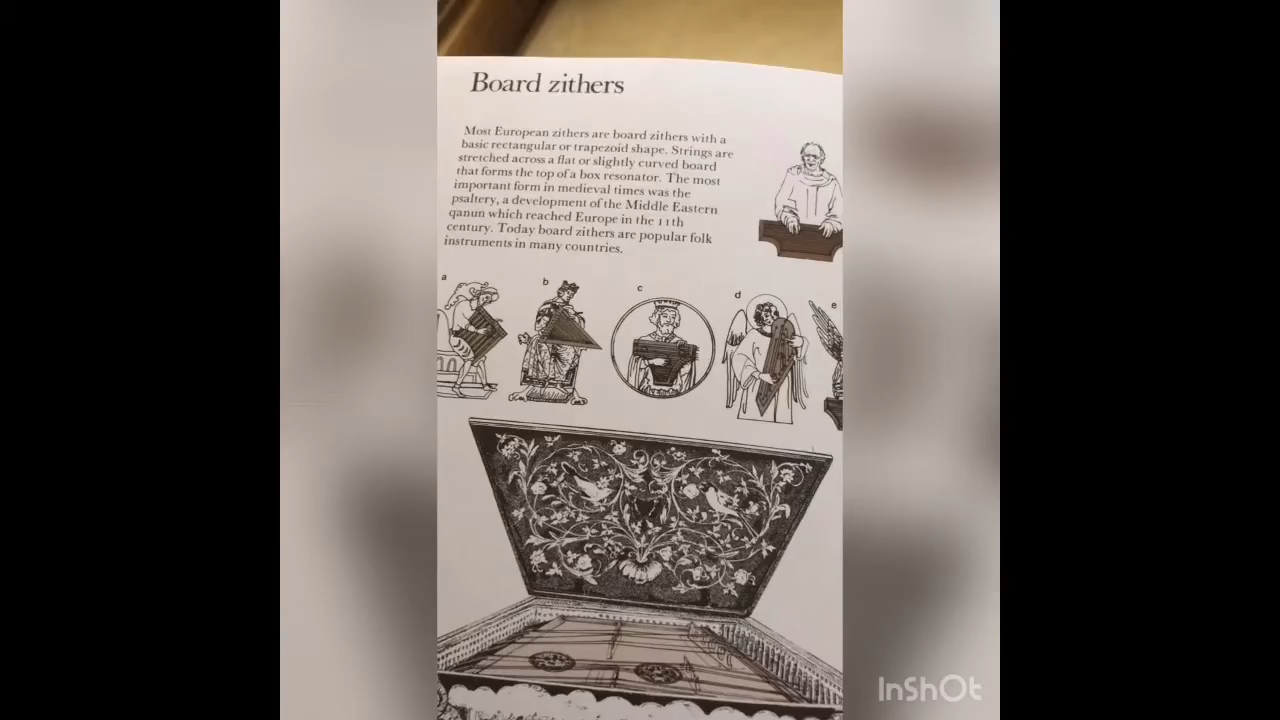 Board zithers
Most European zithers are board zithers with a
basic rectangular or trapezoid shape. Strings are
stretched across a flat or slightly curved board
that forms the top of a box resonator. The most
important form in medieval times was the
psaltery, a development of the Middle Eastern
qanun which reached Europe in the 11th
century. Today board zithers are popular folk
instruments in many countries.
a
b
c
d
e
InShOt